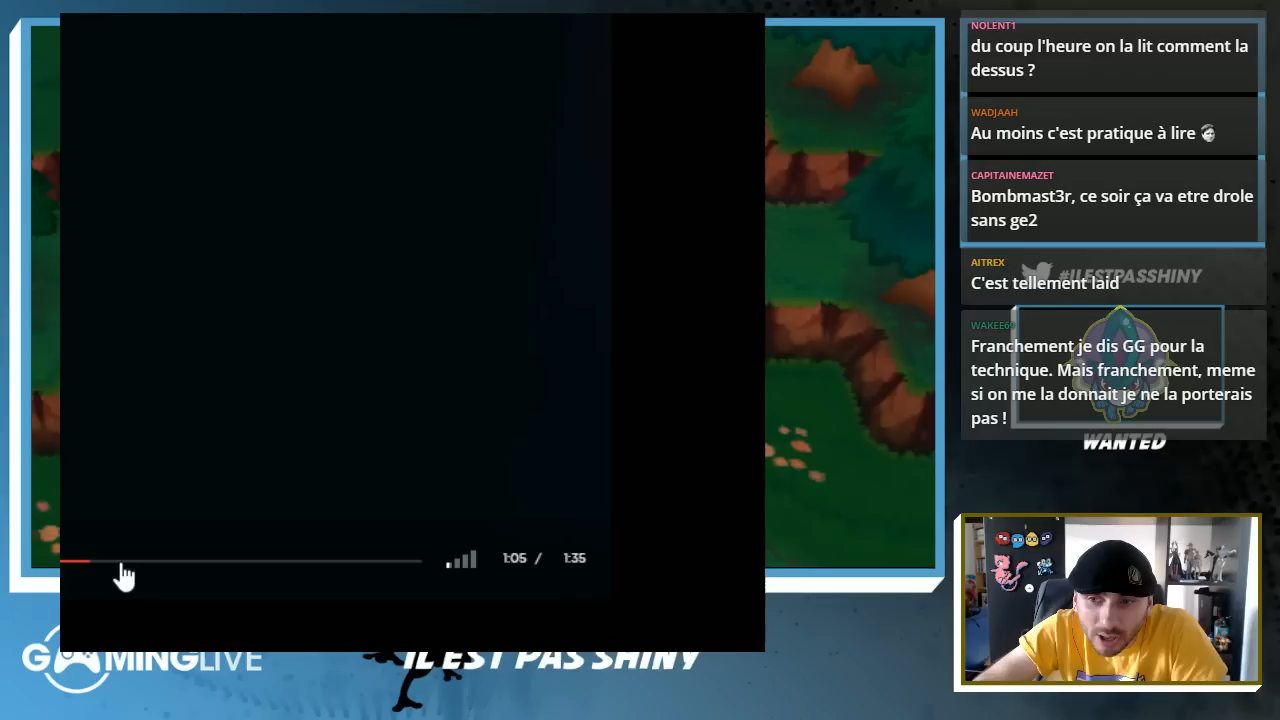 NOLENT1
du coup l'heure on la lit comment la
dessus ?
WADJAAH
Au moins c'est pratique à lire
CAPITAINEMAZET
Bombmast3r, ce soir ça va etre drole
sans ge2
AITREX
#ILESTPASSHINY
C'est tellement laid
Franchement je dis GG pour la
technique. Mais franchement, meme
si on me la donnait je ne la porterais
pas !
WANTED
1:05 / 1:35
GAMINGLIVE
IL EST PAS SHINY